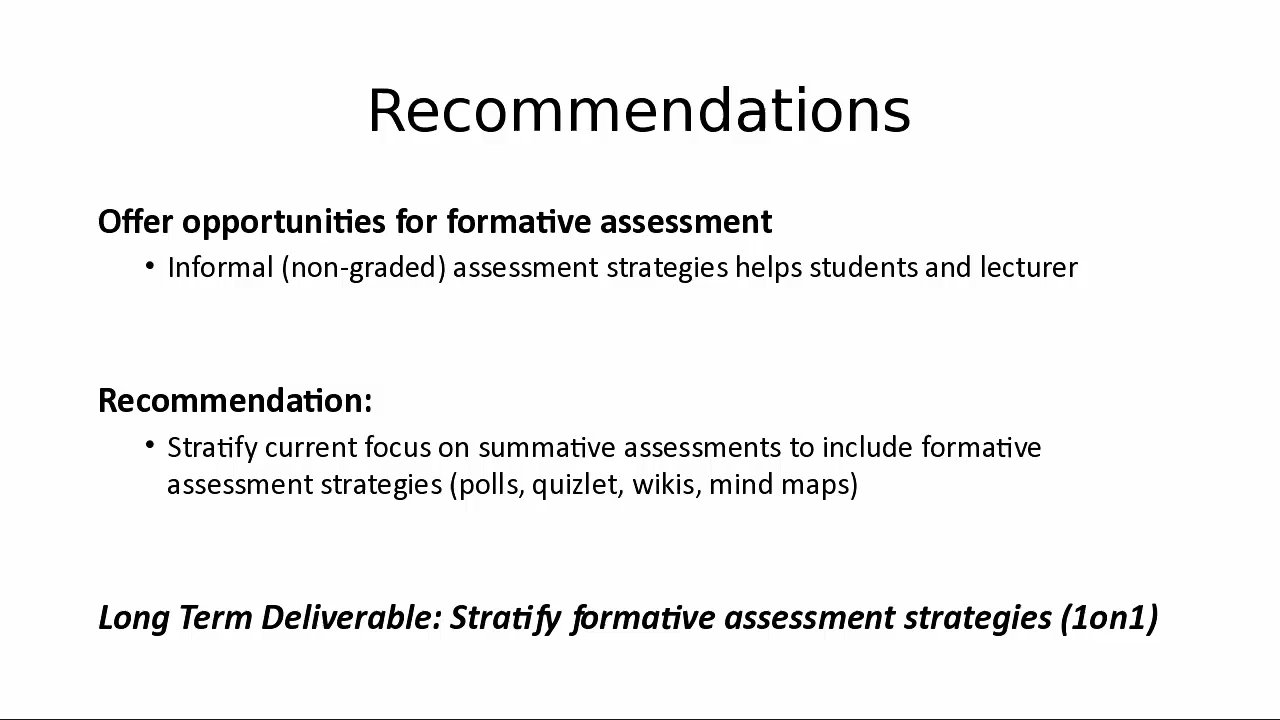 Recommendations
Offer opportunities for formative assessment
• Informal (non-graded) assessment strategies helps students and lecturer
Recommendation:
• Stratify current focus on summative assessments to include formative
assessment strategies (polls, quizlet, wikis, mind maps)
Long Term Deliverable: Stratify formative assessment strategies (1on1)